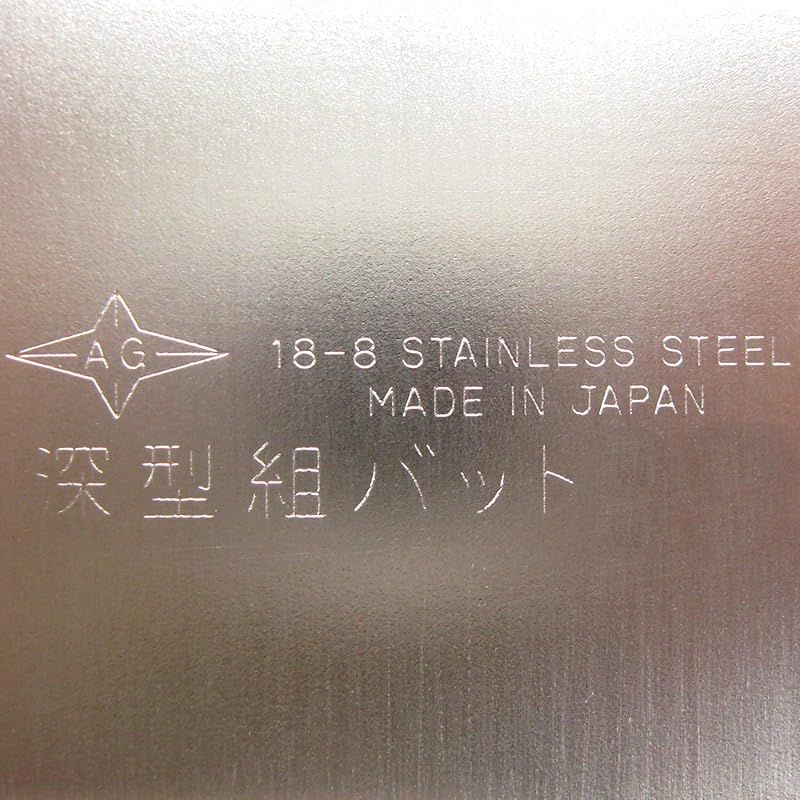 AG
18-8 STAINLESS STEEL
MADE IN JAPAN
深型組バット